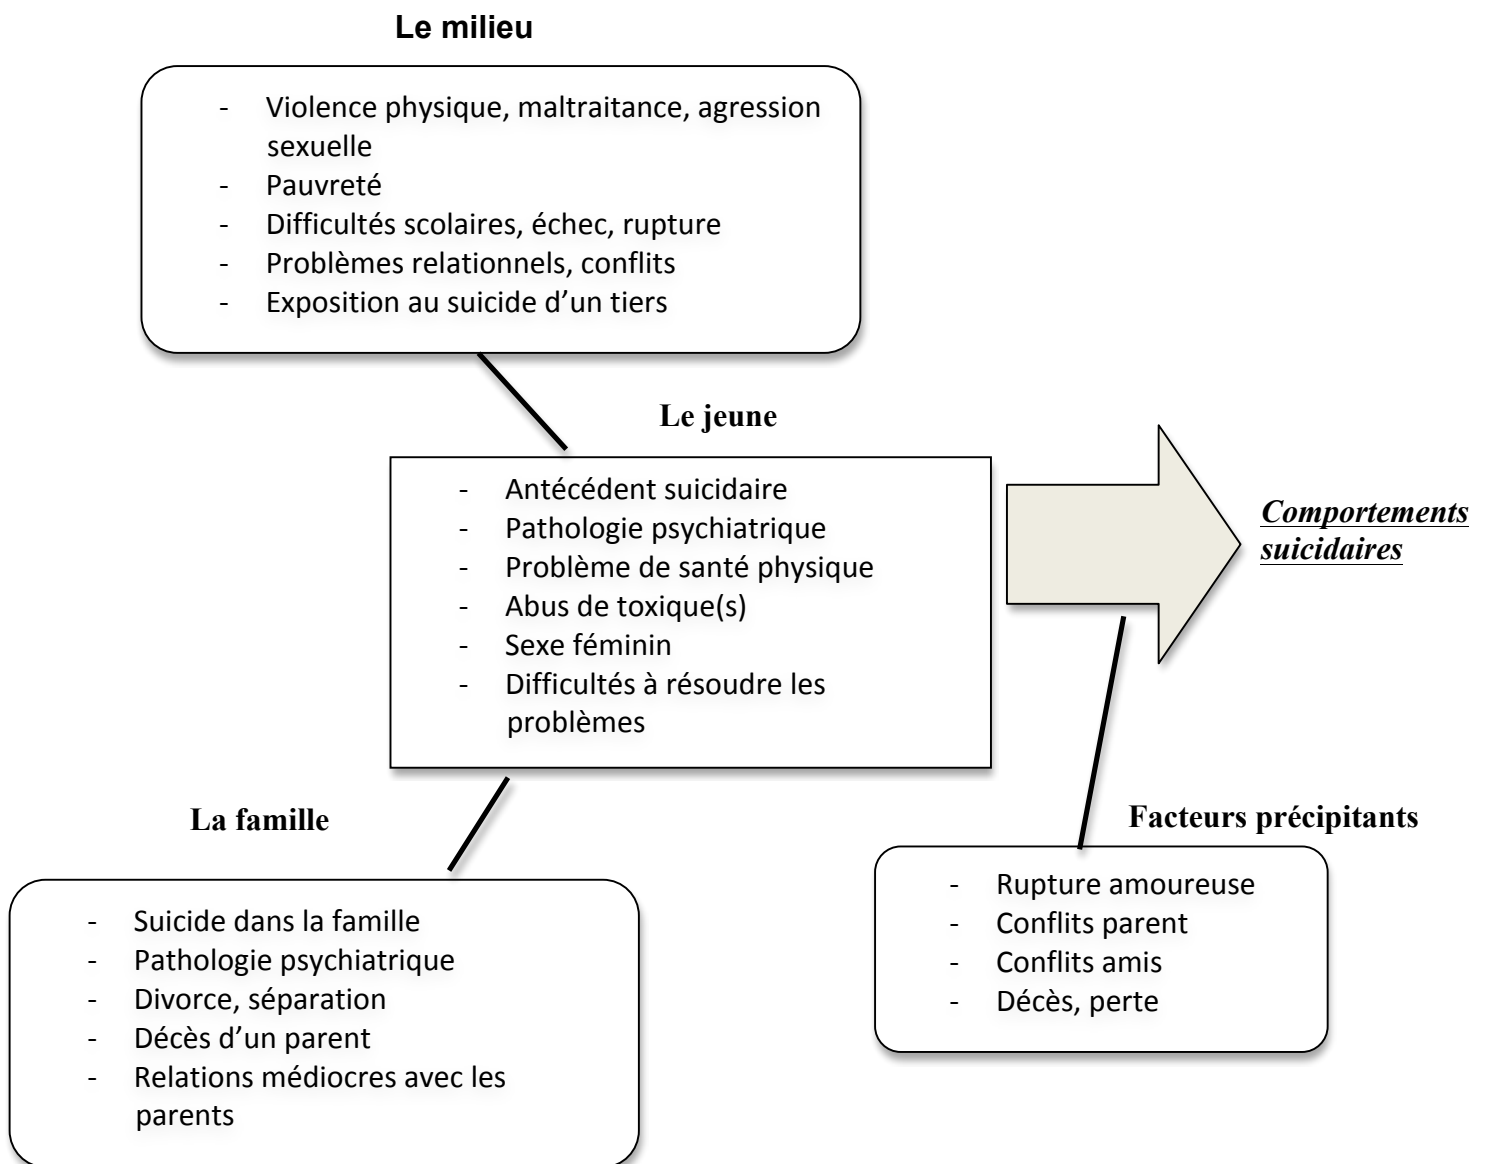 Le milieu
- Violence physique, maltraitance, agression
sexuelle
- Pauvreté
- Difficultés scolaires, échec, rupture
- Problèmes relationnels, conflits
- Exposition au suicide d’un tiers
Le jeune
- Antécédent suicidaire
- Pathologie psychiatrique
- Problème de santé physique
- Abus de toxique(s)
- Sexe féminin
- Difficultés à résoudre les
problèmes
Comportements
suicidaires
La famille
- Suicide dans la famille
- Pathologie psychiatrique
- Divorce, séparation
- Décès d’un parent
- Relations médiocres avec les
parents
Facteurs précipitants
- Rupture amoureuse
- Conflits parent
- Conflits amis
- Décès, perte